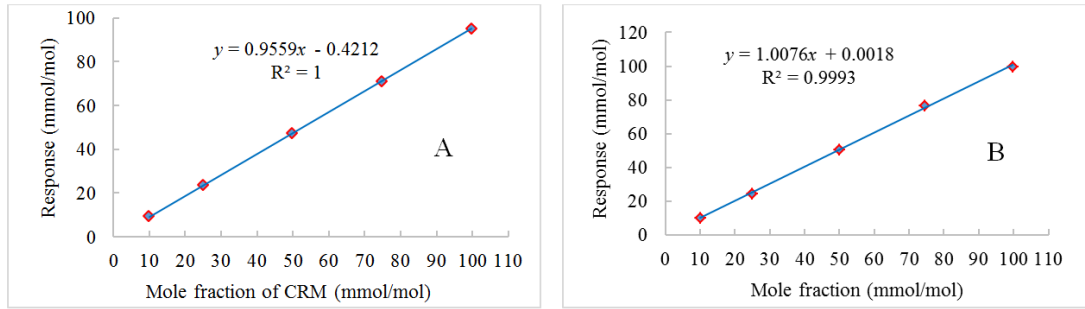 100
80
60
40
20
0
Response (mmol/mol)
y = 0.9559x - 0.4212
R² = 1
A
0 10 20 30 40 50 60 70 80 90 100 110
Mole fraction of CRM (mmol/mol)
120
100
80
60
40
20
0
Response (mmol/mol)
y = 1.0076x + 0.0018
R² = 0.9993
B
0 10 20 30 40 50 60 70 80 90 100 110
Mole fraction (mmol/mol)